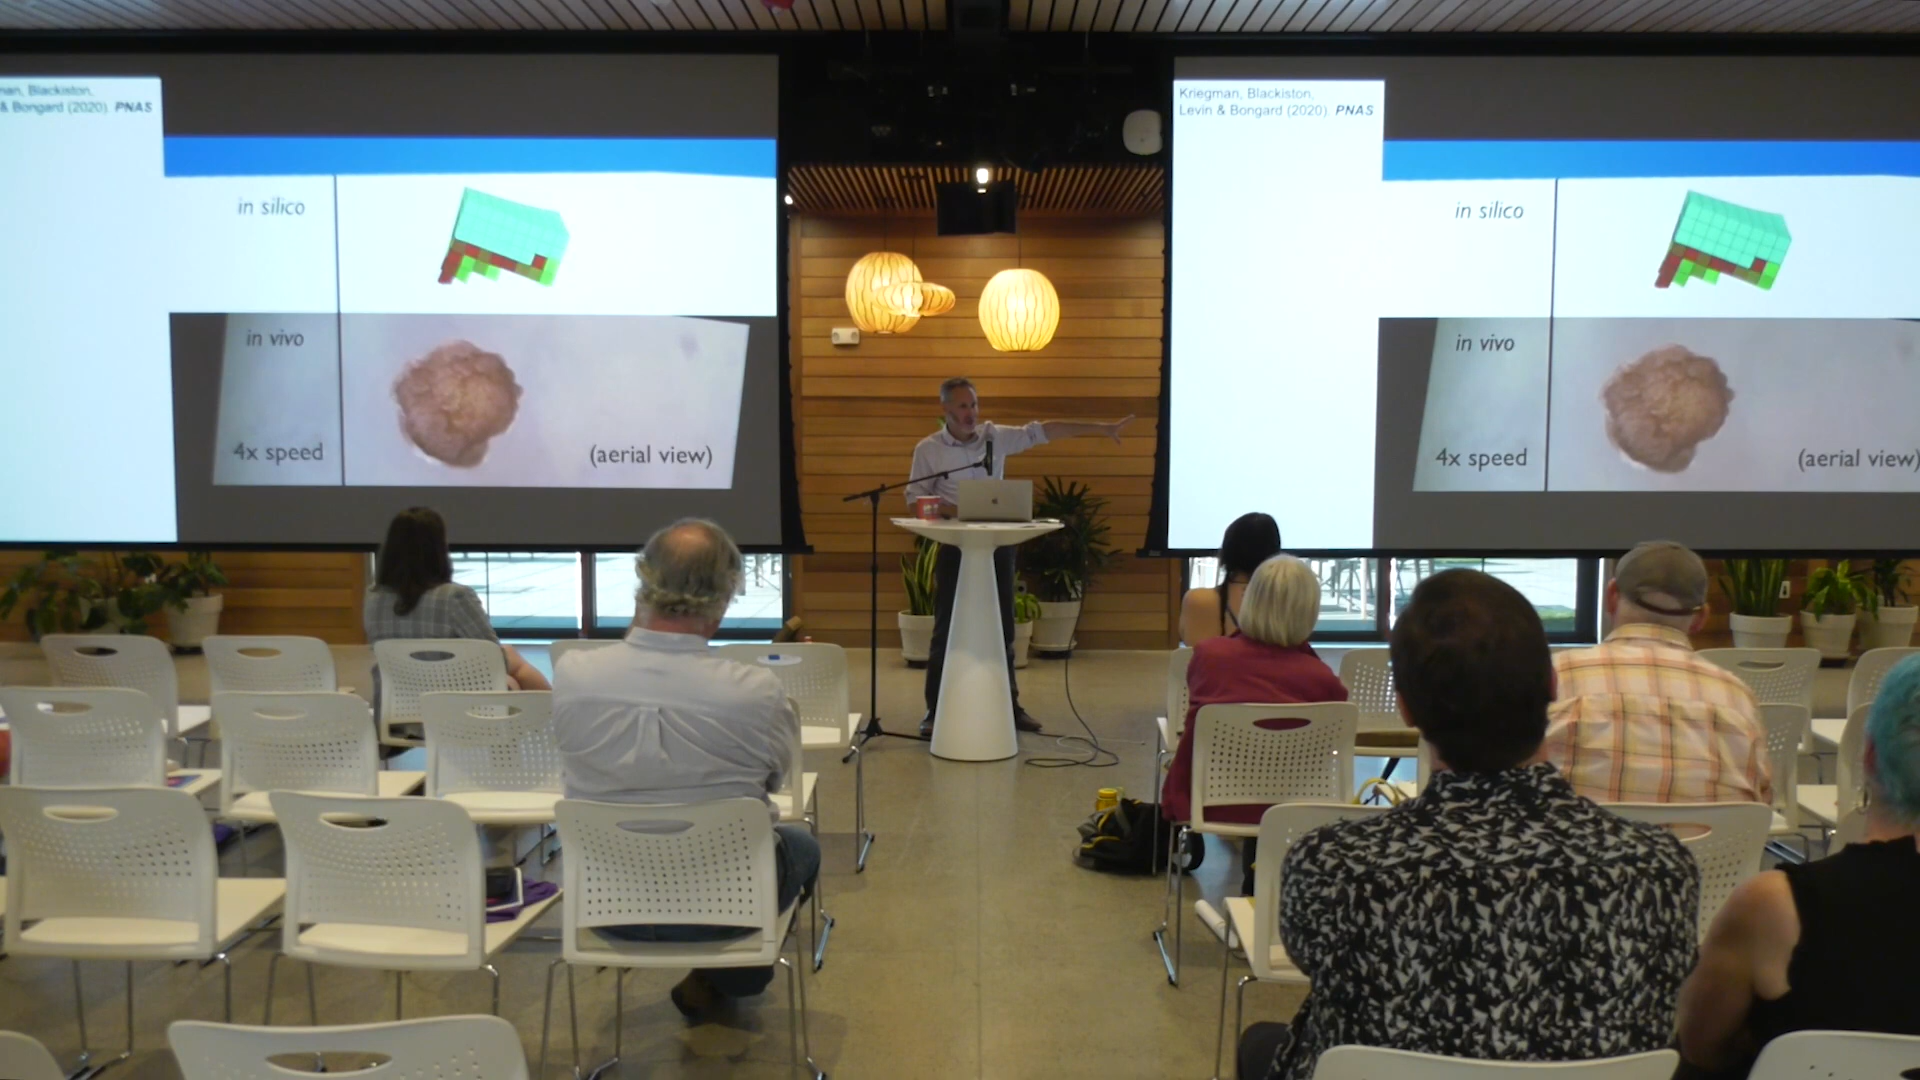 Blackiston,
& Bongard (2020). PNAS
in silico
in vivo
4x speed
(aerial view)
Kriegman, Blackiston,
Levin & Bongard (2020). PNAS
in silico
in vivo
4x speed
(aerial view)